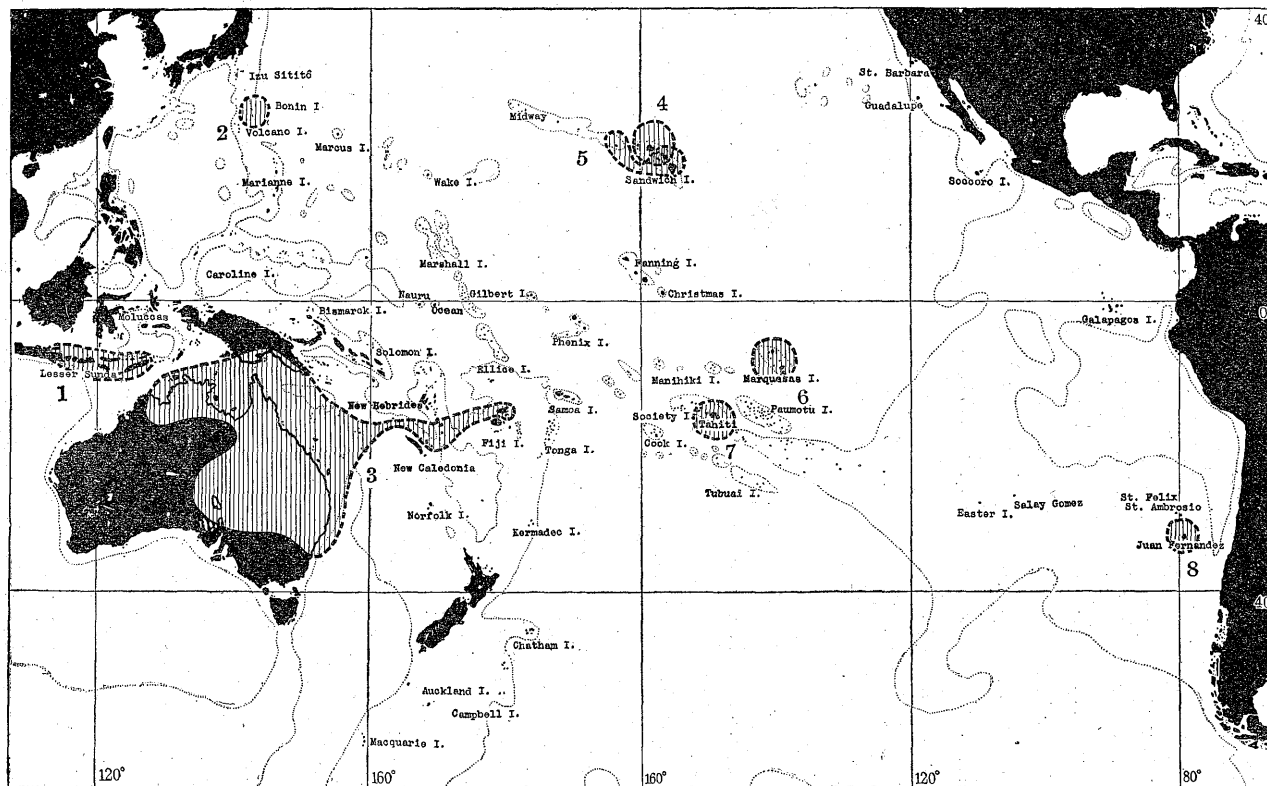 40
Izu Sititô
St. Barbara
Guadalupe
4
Bonin I.
2
Volcano I.
Midway
Marcus I.
5
Marianne I.
Wake I.
Sandwich I.
Socoro I.
Caroline I.
Marshall I.
Fanning I.
Nauru
Gilbert I.
Christmas I.
Ocean
Moluccas
Bismarck I.
Galapagos I.
0
Solomon I.
Phenix I.
Lesser Sunda
1
Ellice I.
Manihiki I.
Marquesas I.
6
New Hebrides
Samoa I.
Society I.
Paumotu I.
Tahiti
Fiji I.
Cook I.
Tonga I.
7
3
New Caledonia
Tubuai I.
St. Felix
Salay Gomez
St. Ambrosio
Norfolk I.
Easter I.
Kermadec I.
Juan Fernandez
8
40
Chatham I.
Auckland I.
Campbell I.
Macquarie I.
120°
160°
160°
120°
80°